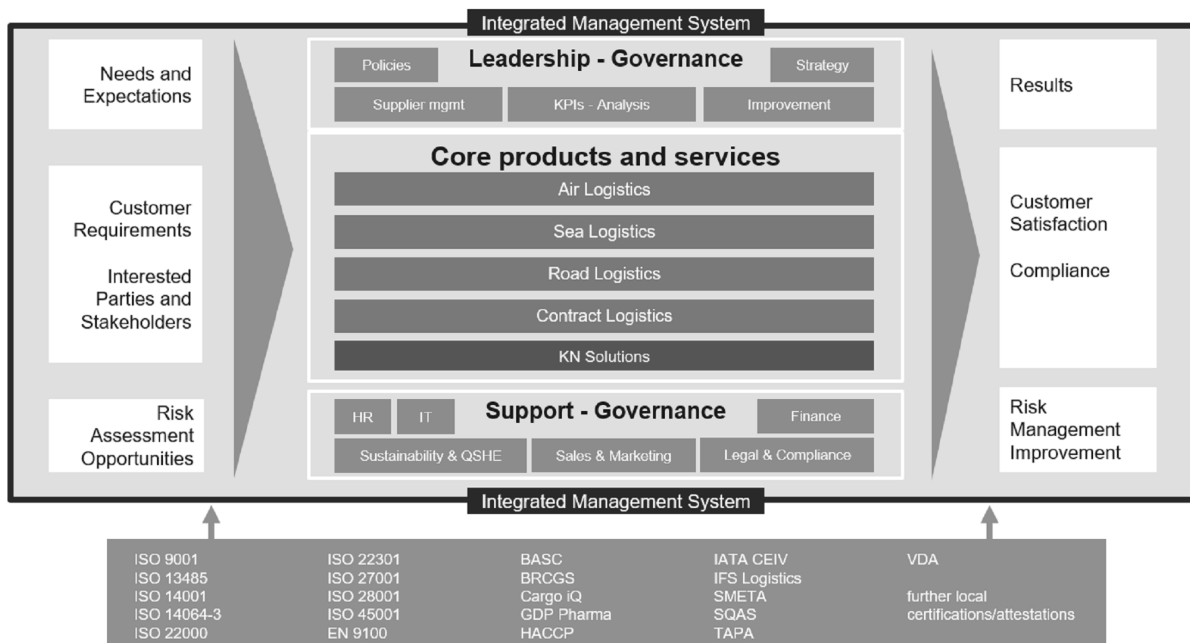 Integrated Management System
Needs and
Expectations
Customer
Requirements
Interested
Parties and
Stakeholders
Risk
Assessment
Opportunities
Leadership - Governance
Policies
Strategy
Supplier mgmt
KPIs - Analysis
Improvement
Core products and services
Air Logistics
Sea Logistics
Road Logistics
Contract Logistics
KN Solutions
Support - Governance
HR
IT
Finance
Sustainability & QSHE
Sales & Marketing
Legal & Compliance
Results
Customer
Satisfaction
Compliance
Risk
Management
Improvement
Integrated Management System
ISO 9001
ISO 13485
ISO 14001
ISO 14064-3
ISO 22000
ISO 22301
ISO 27001
ISO 28001
ISO 45001
EN 9100
BASC
BRCGS
Cargo iQ
GDP Pharma
HACCP
IATA CEIV
IFS Logistics
SMETA
SQAS
TAPA
VDA
further local
certifications/attestations